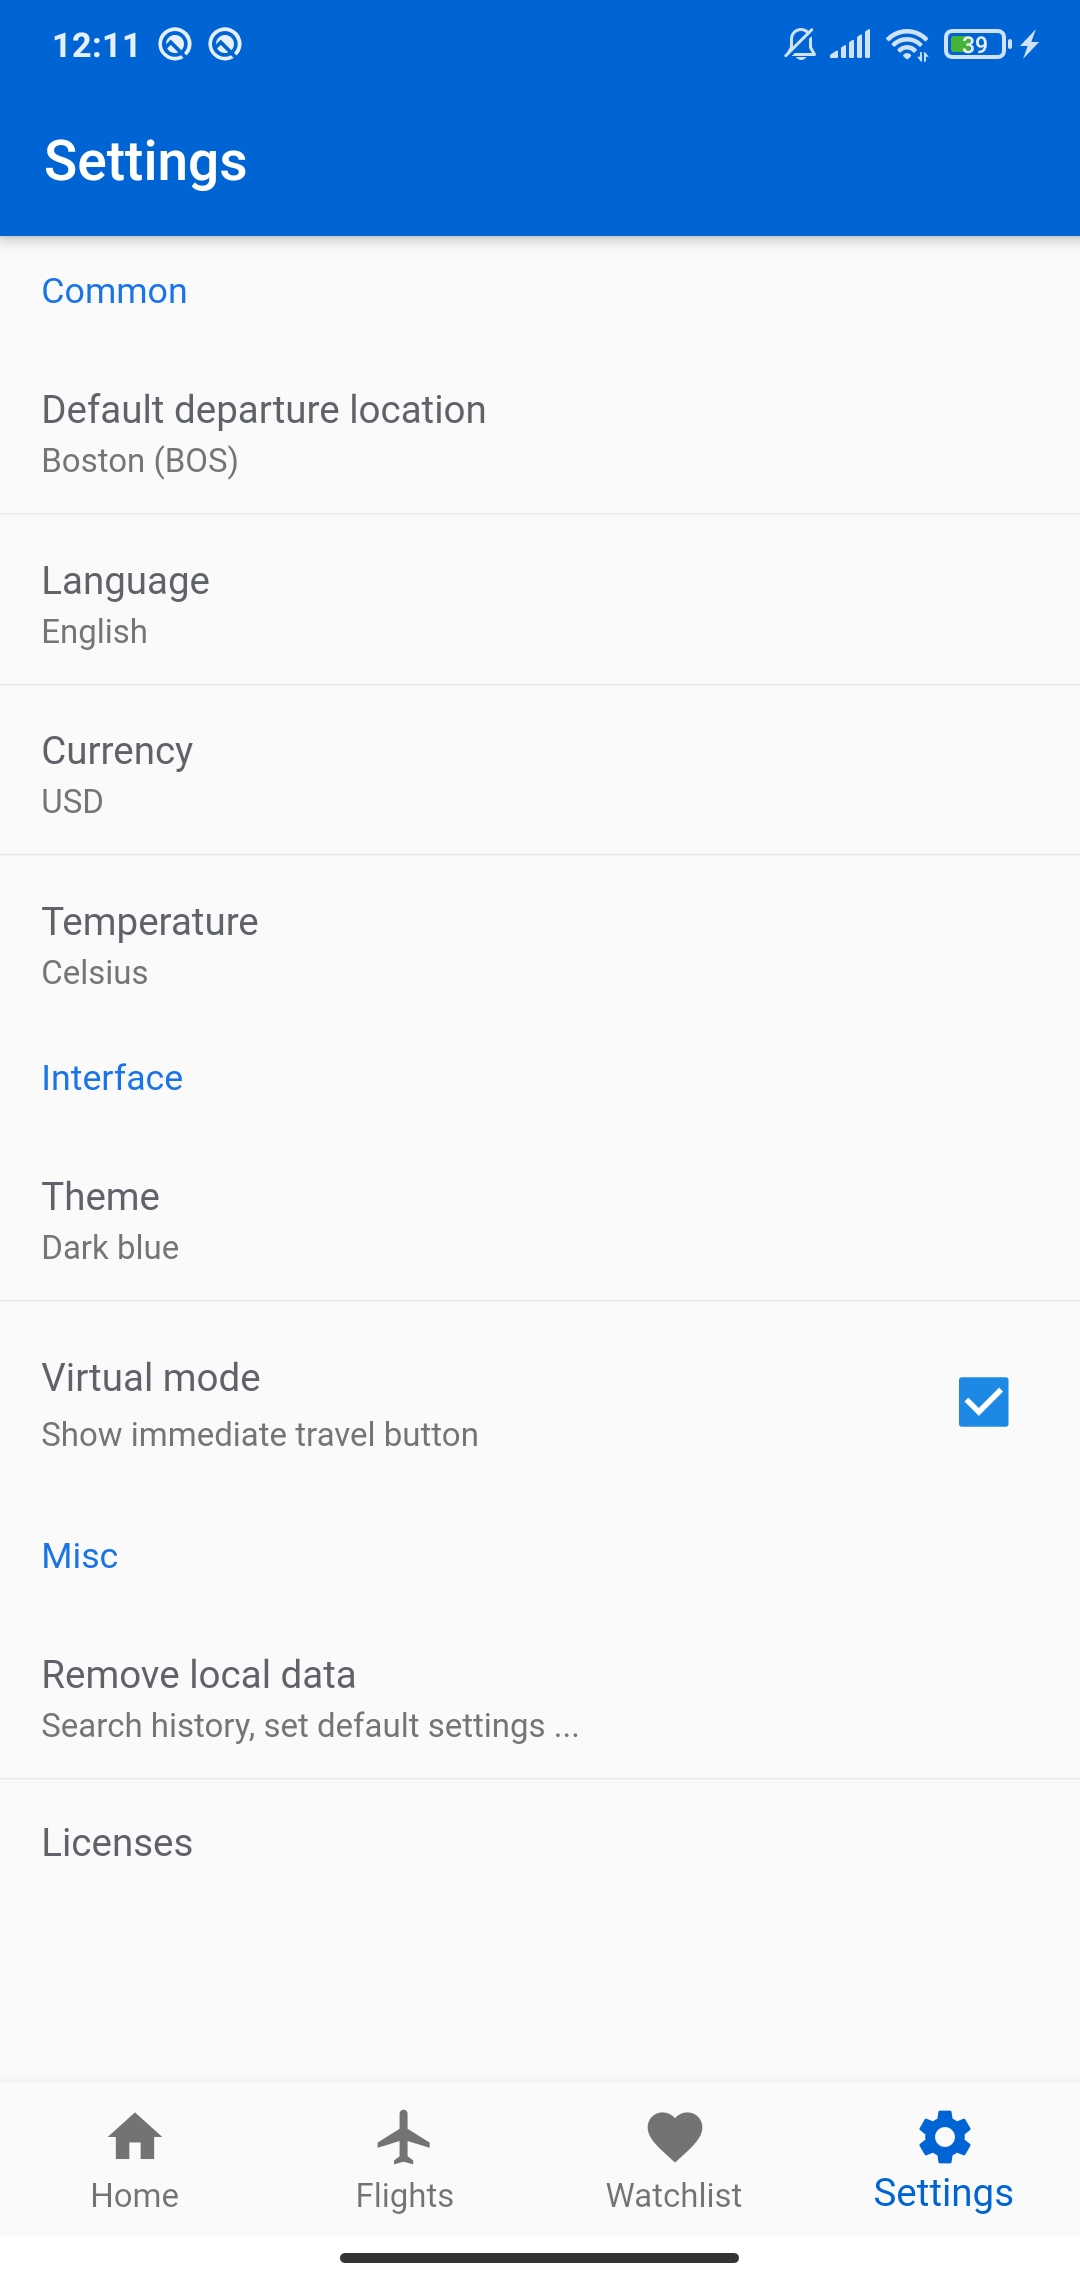 12:11
39
Settings
Common
Default departure location
Boston (BOS)
Language
English
Currency
USD
Temperature
Celsius
Interface
Theme
Dark blue
Virtual mode
Show immediate travel button
Misc
Remove local data
Search history, set default settings ...
Licenses
Home
Flights
Watchlist
Settings